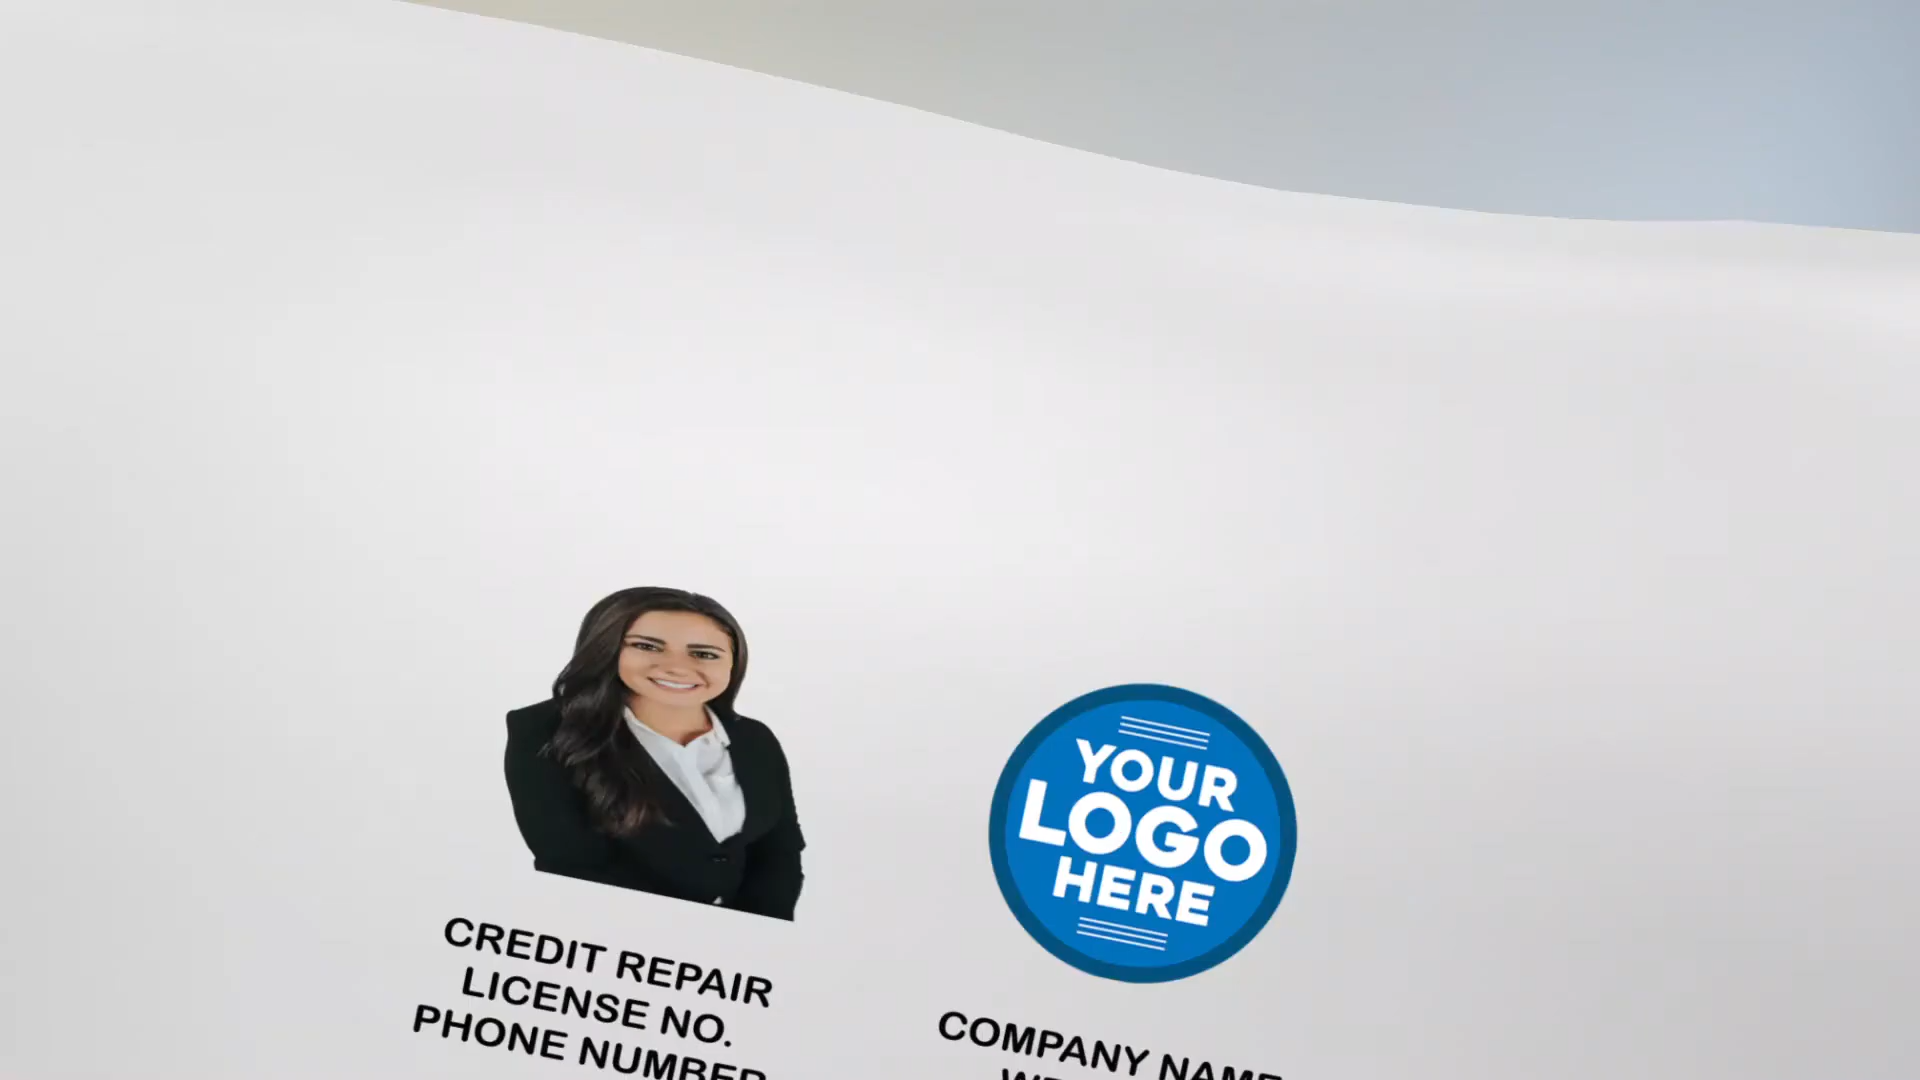 CREDIT REPAIR
LICENSE NO.
PHONE NUMBER
YOUR
LOGO
HERE
COMPANY NAME